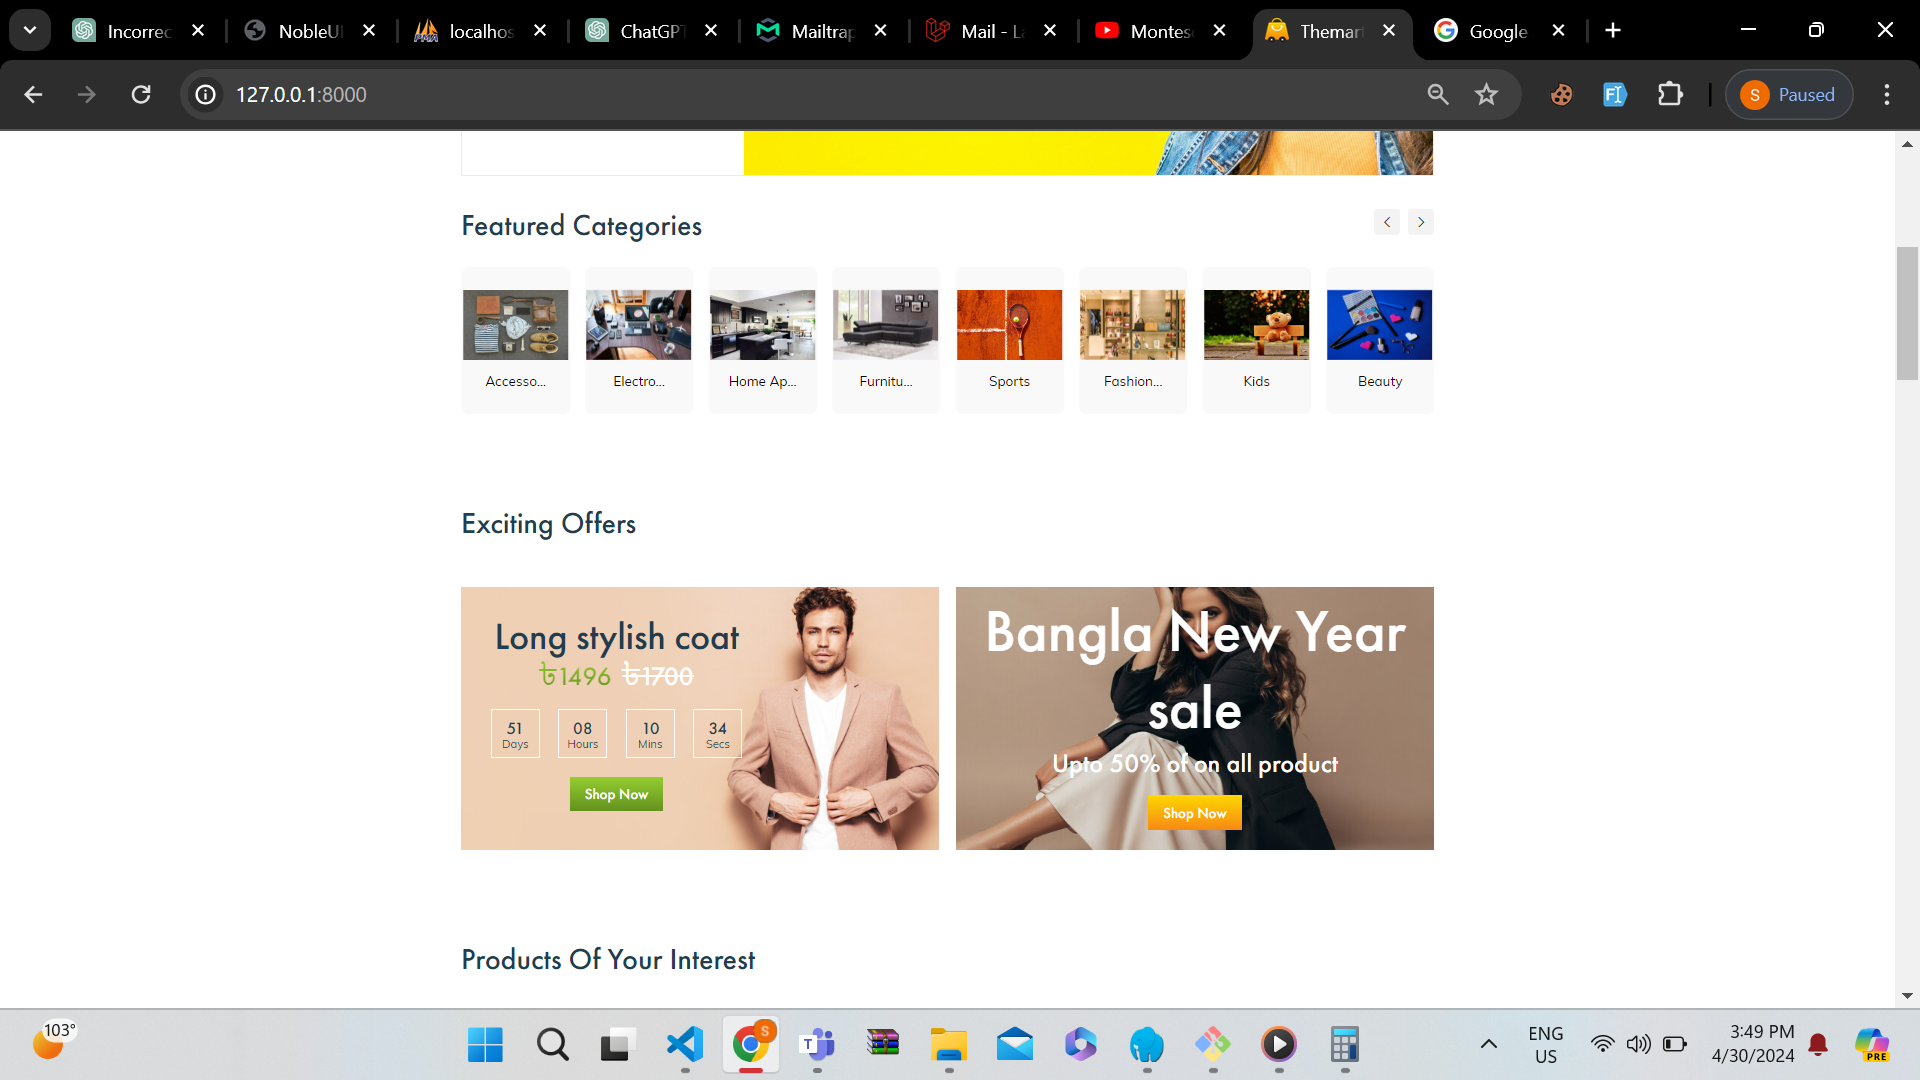 Incorrec
NobleUI
localhos
ChatGPT
Mailtrap
Mail - La
Montese
Themart
Google
127.0.0.1:8000
S
Paused
Featured Categories
Accesso...
Electro...
Home Ap...
Furnitu...
Sports
Fashion...
Kids
Beauty
Exciting Offers
Long stylish coat
৳1496 ৳1700
51 08 10 34
Days Hours Mins Secs
Shop Now
Bangla New Year
sale
Upto 50% of on all product
Shop Now
Products Of Your Interest
103°
ENG
US
3:49 PM
4/30/2024
PRE